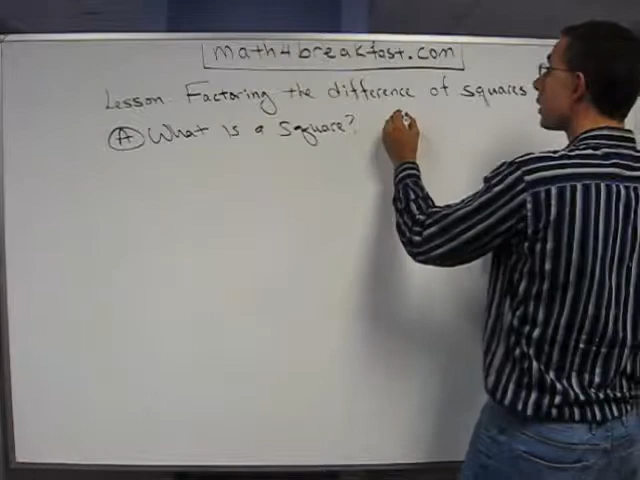 math4breakfast.com
Lesson Factoring the difference of squares
A What is a square?